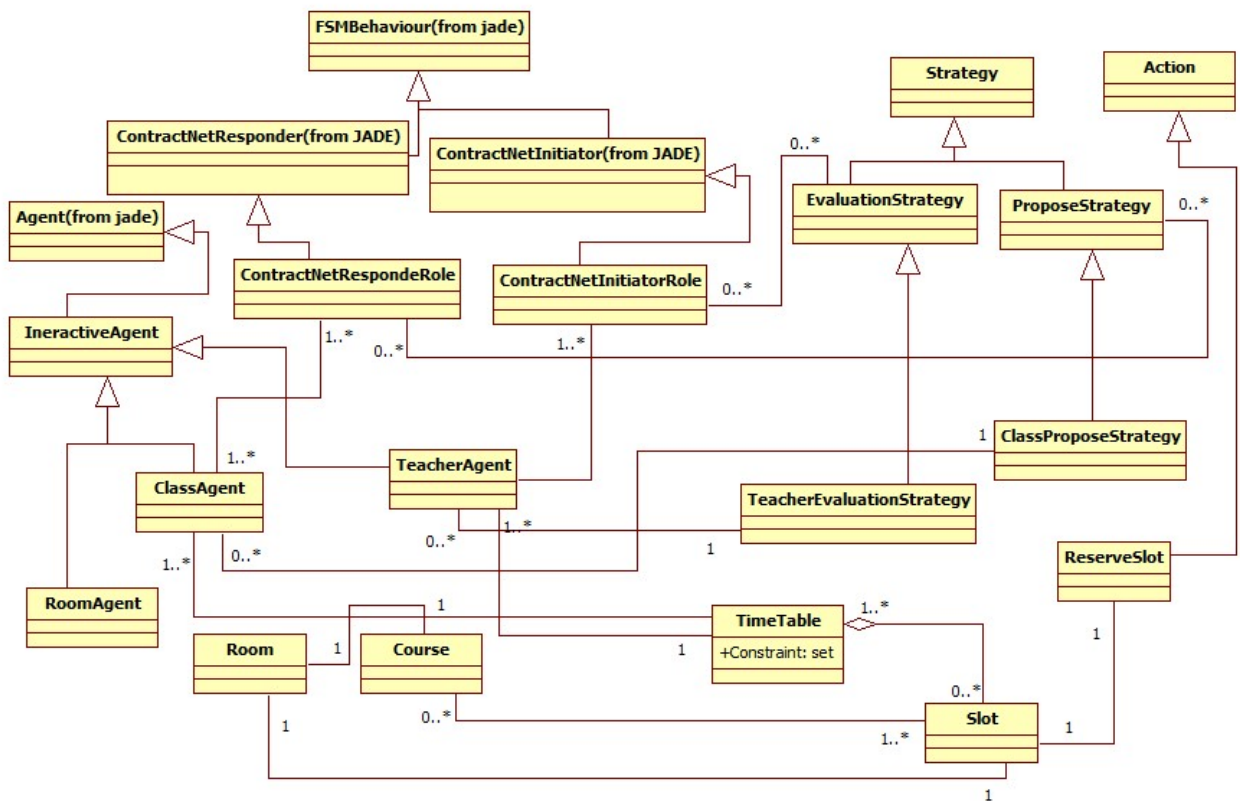 FSMBehaviour(from jade)
Strategy
Action
ContractNetResponder(from JADE)
ContractNetInitiator(from JADE)
0..*
EvaluationStrategy
ProposeStrategy
0..*
Agent(from jade)
ContractNetRespondeRole
ContractNetInitiatorRole
0..*
IneractiveAgent
1..*
0..*
1..*
1
ClassProposeStrategy
1..*
TeacherAgent
ClassAgent
TeacherEvaluationStrategy
1..*
0..*
1
1..*
0..*
ReserveSlot
RoomAgent
1
TimeTable
1..*
Room
1
Course
1
+Constraint: set
1
0..*
Slot
1
0..*
1..*
1
1